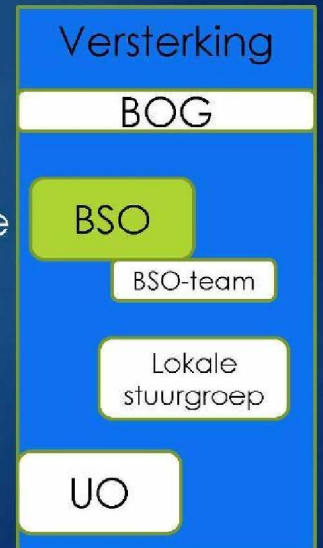 Versterking
BOG
e
BSO
BSO-team
Lokale
stuurgroep
UO